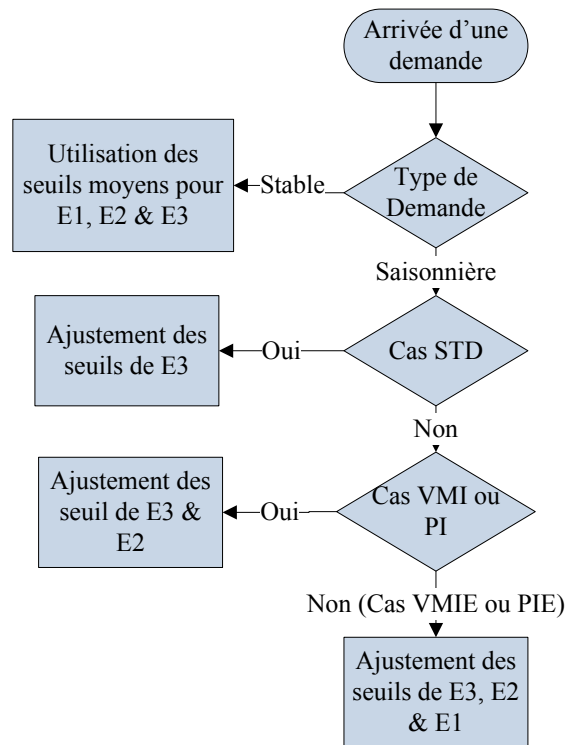 Arrivée d’une
demande
Utilisation des
seuils moyens pour
E1, E2 & E3
Stable
Type de
Demande
Saisonnière
Ajustement des
seuils de E3
Oui
Cas STD
Non
Ajustement des
seuil de E3 &
E2
Oui
Cas VMI ou
PI
Non (Cas VMIE ou PIE)
Ajustement des
seuils de E3, E2
& E1